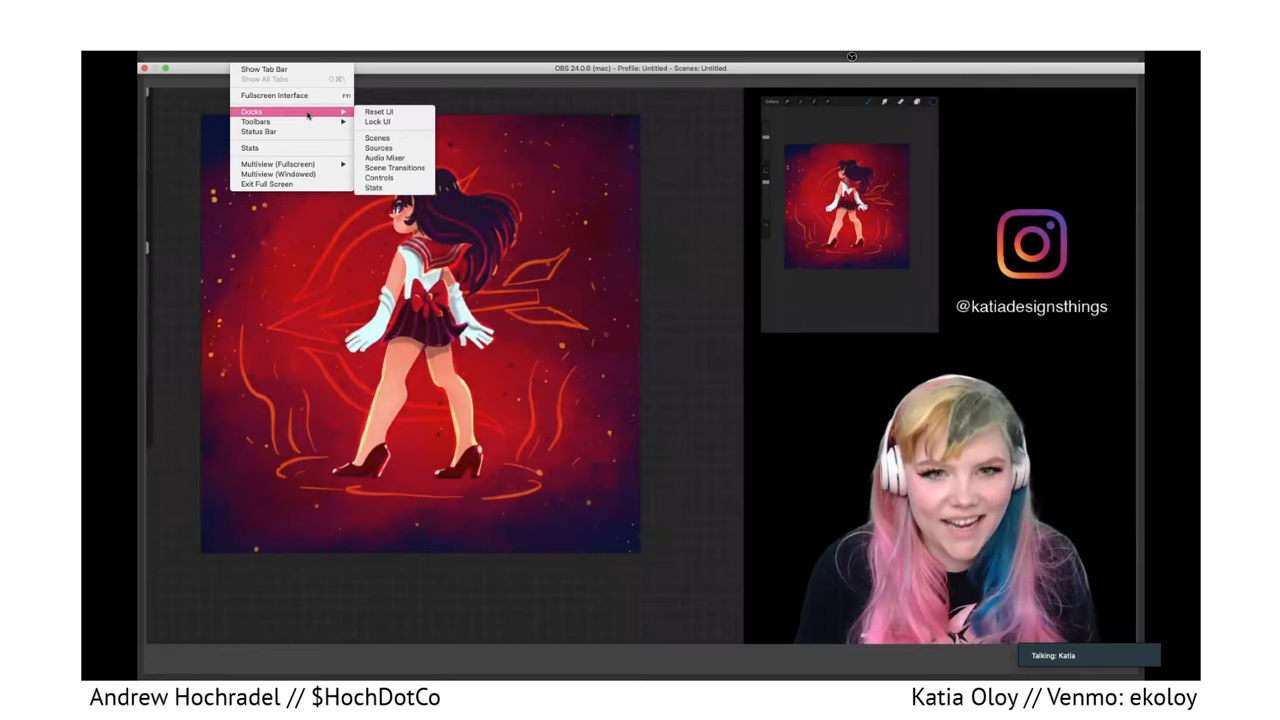 OBS 24.0.6 (mac) - Profile: Untitled - Scenes: Untitled
Show Tab Bar
Show All Tabs ⇧⌘\
Fullscreen Interface F11
Docks
Toolbars
Status Bar
Stats
Multiview (Fullscreen)
Multiview (Windowed)
Exit Full Screen
Reset UI
Lock UI
Scenes
Sources
Audio Mixer
Scene Transitions
Controls
Stats
Gallery
@katiadesignsthings
Talking: Katia
Andrew Hochradel // $HochDotCo
Katia Oloy // Venmo: ekoloy